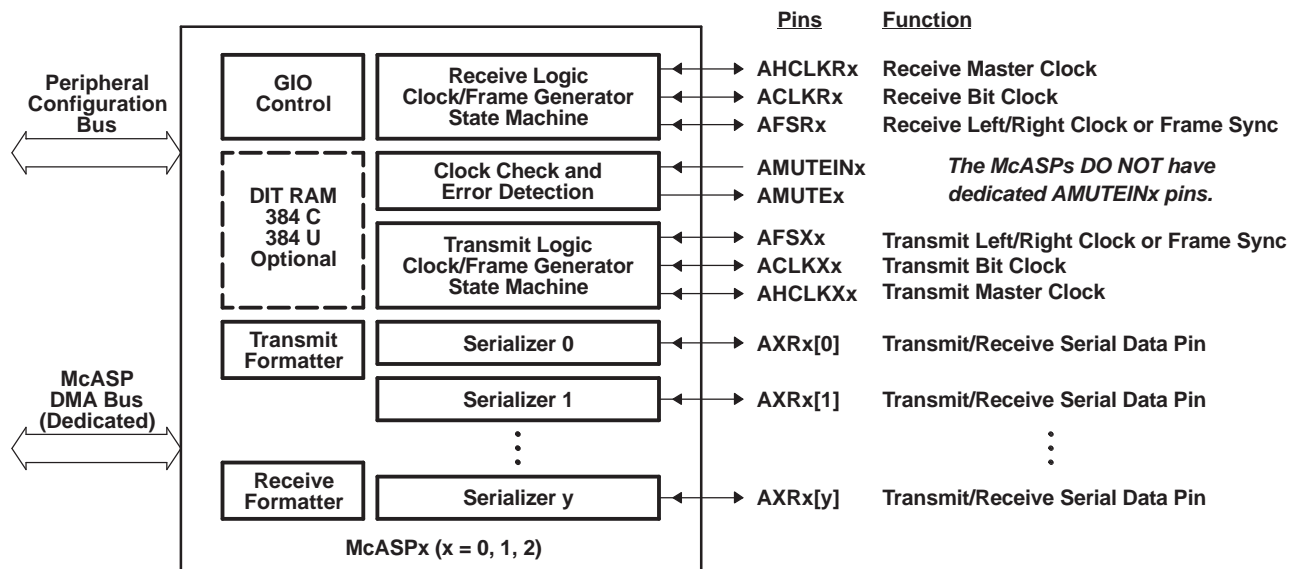 Pins Function
Peripheral
Configuration
Bus
GIO
Control
Receive Logic
Clock/Frame Generator
State Machine
AHCLKRx Receive Master Clock
ACLKRx Receive Bit Clock
AFSRx Receive Left/Right Clock or Frame Sync
DIT RAM
384 C
384 U
Optional
Clock Check and
Error Detection
AMUTEINx
AMUTEx
The McASPs DO NOT have
dedicated AMUTEINx pins.
Transmit Logic
Clock/Frame Generator
State Machine
AFSXx Transmit Left/Right Clock or Frame Sync
ACLKXx Transmit Bit Clock
AHCLKXx Transmit Master Clock
Transmit
Formatter
Serializer 0
AXRx[0] Transmit/Receive Serial Data Pin
McASP
DMA Bus
(Dedicated)
Serializer 1
AXRx[1] Transmit/Receive Serial Data Pin
Receive
Formatter
Serializer y
AXRx[y] Transmit/Receive Serial Data Pin
McASPx (x = 0, 1, 2)